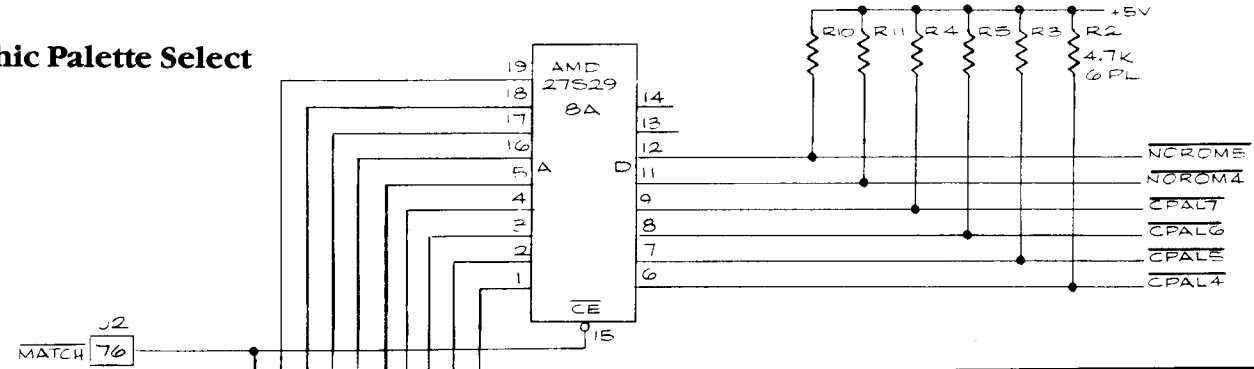 hic Palette Select
+5V
R10 R11 R4 R5 R3 R2
4.7K
6 PL
19 AMD
27S29
18
8A
14
17
13
16
12
A D
NOROM5
5
11
NOROM4
4
9
CPAL7
3
8
CPAL6
2
7
CPAL5
1
6
CPAL4
CE
15
J2
MATCH 76